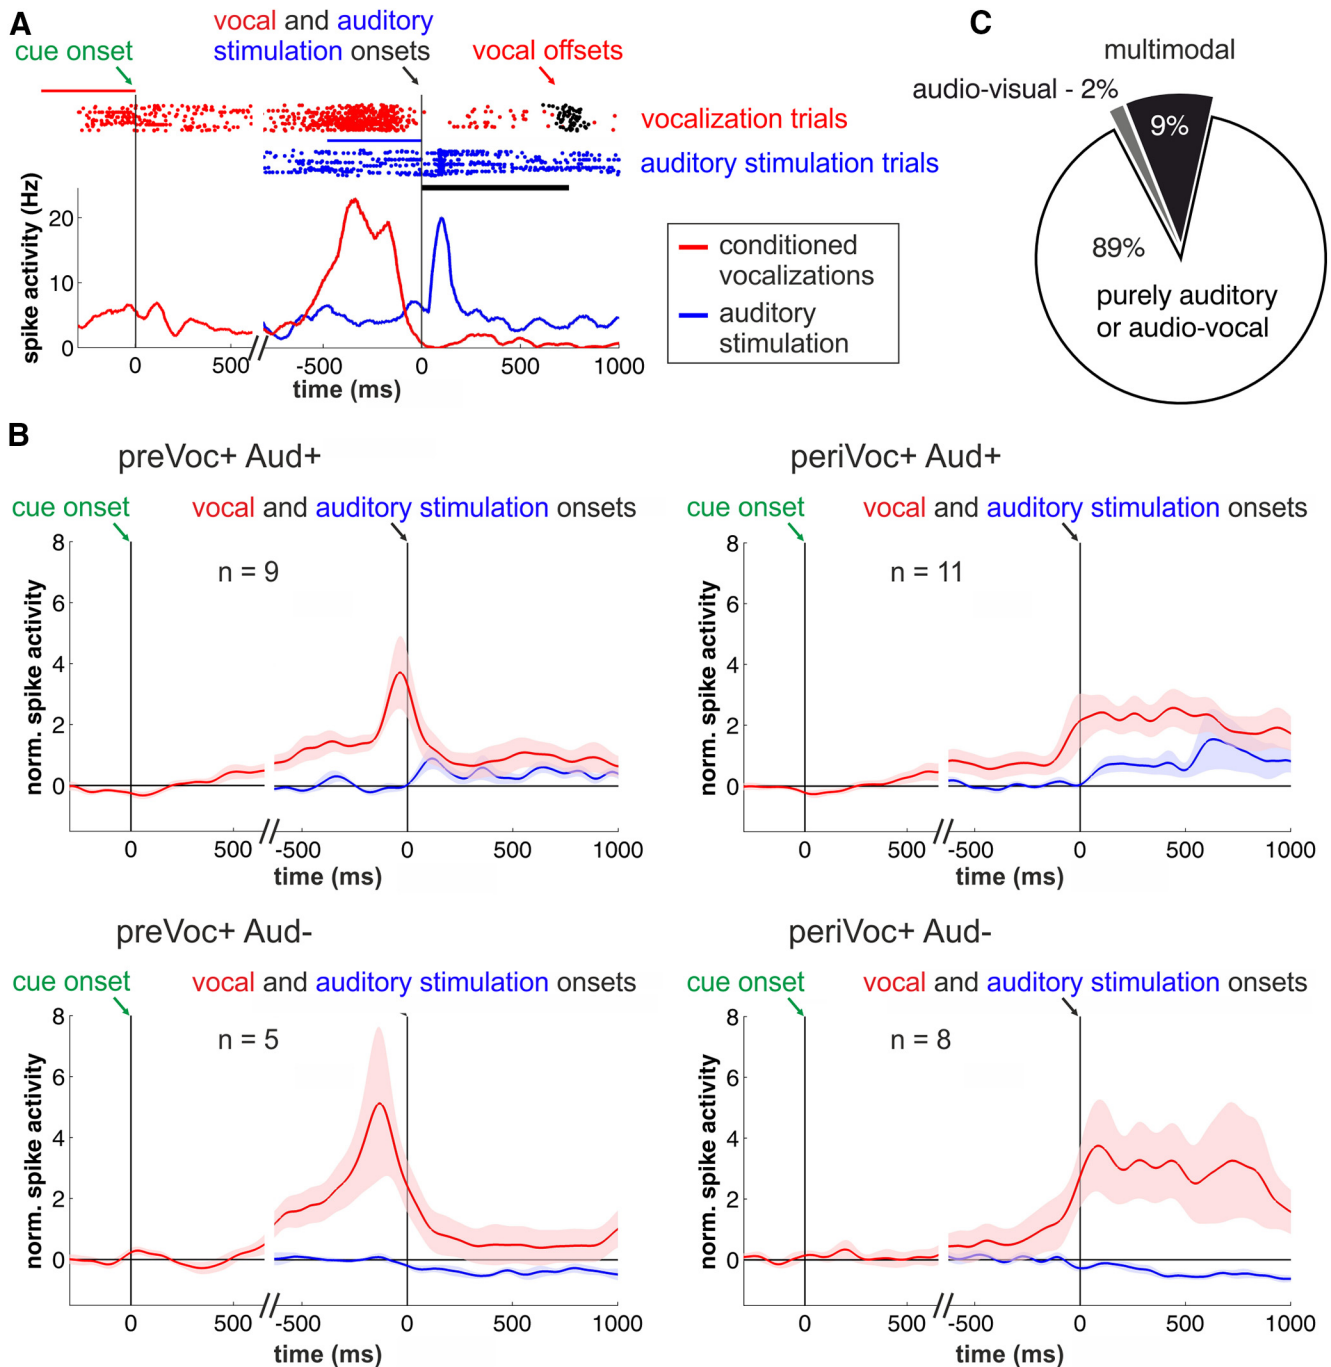 A
vocal and auditory
stimulation onsets
cue onset
vocal offsets
vocalization trials
auditory stimulation trials
spike activity (Hz)
20
10
0
0
500
-500
0
500
1000
time (ms)
conditioned
vocalizations
auditory
stimulation
C
multimodal
audio-visual - 2%
9%
89%
purely auditory
or audio-vocal
B
preVoc+ Aud+
cue onset
vocal and auditory stimulation onsets
n = 9
norm. spike activity
8
6
4
2
0
0
500
-500
0
500
1000
time (ms)
periVoc+ Aud+
cue onset
vocal and auditory stimulation onsets
n = 11
norm. spike activity
8
6
4
2
0
0
500
-500
0
500
1000
time (ms)
preVoc+ Aud-
cue onset
vocal and auditory stimulation onsets
n = 5
norm. spike activity
8
6
4
2
0
0
500
-500
0
500
1000
time (ms)
periVoc+ Aud-
cue onset
vocal and auditory stimulation onsets
n = 8
norm. spike activity
8
6
4
2
0
0
500
-500
0
500
1000
time (ms)